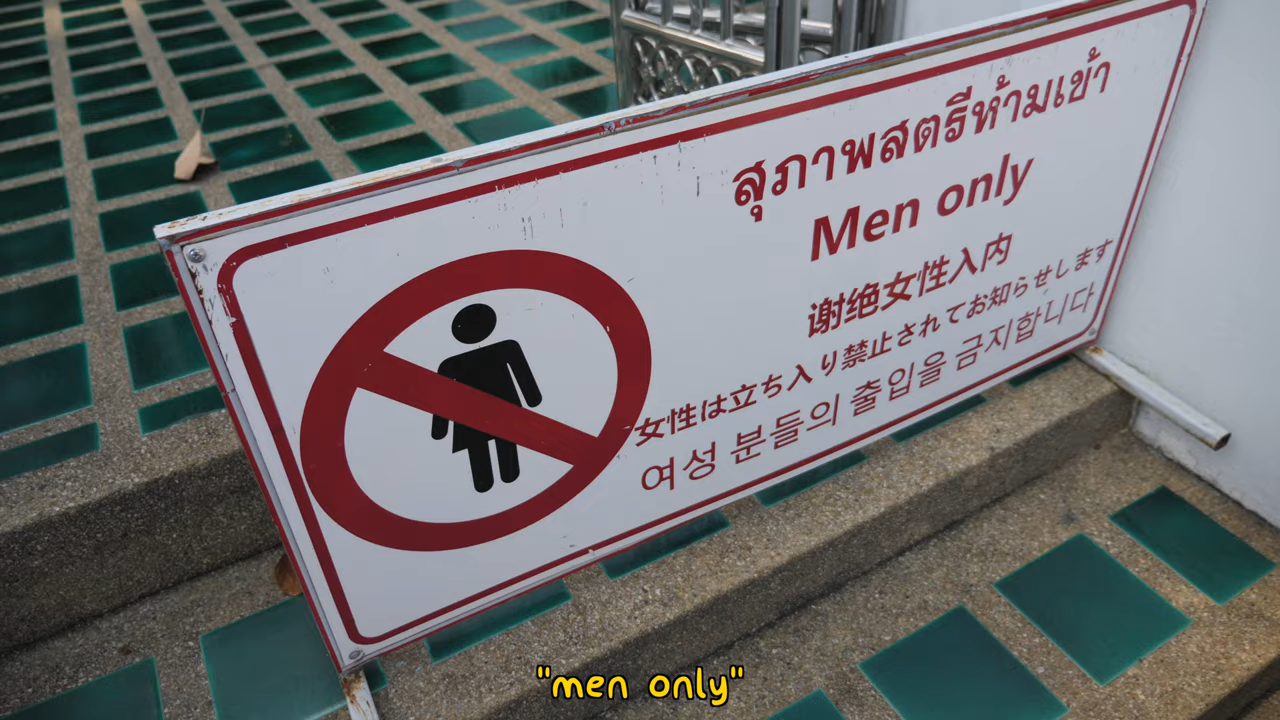 สุภาพสตรีห้ามเข้า
Men only
谢绝女性入内
女性は立ち入り禁止されてお知らせします
여성 분들의 출입을 금지합니다
"men only"